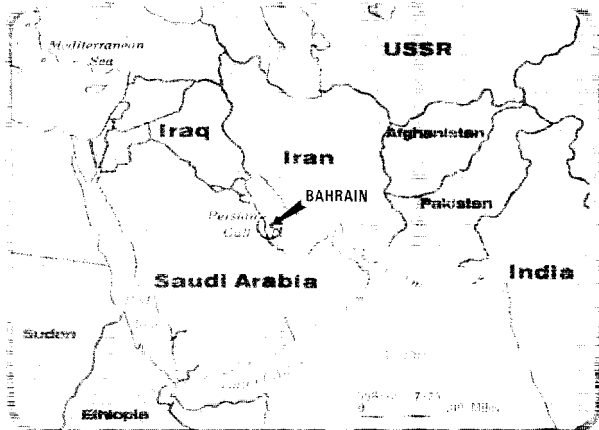 Mediterranean
Sea
USSR
Iraq
Iran
Afghanistan
BAHRAIN
Pakistan
Persian
Gulf
India
Saudi Arabia
Sudan
Ethiopia